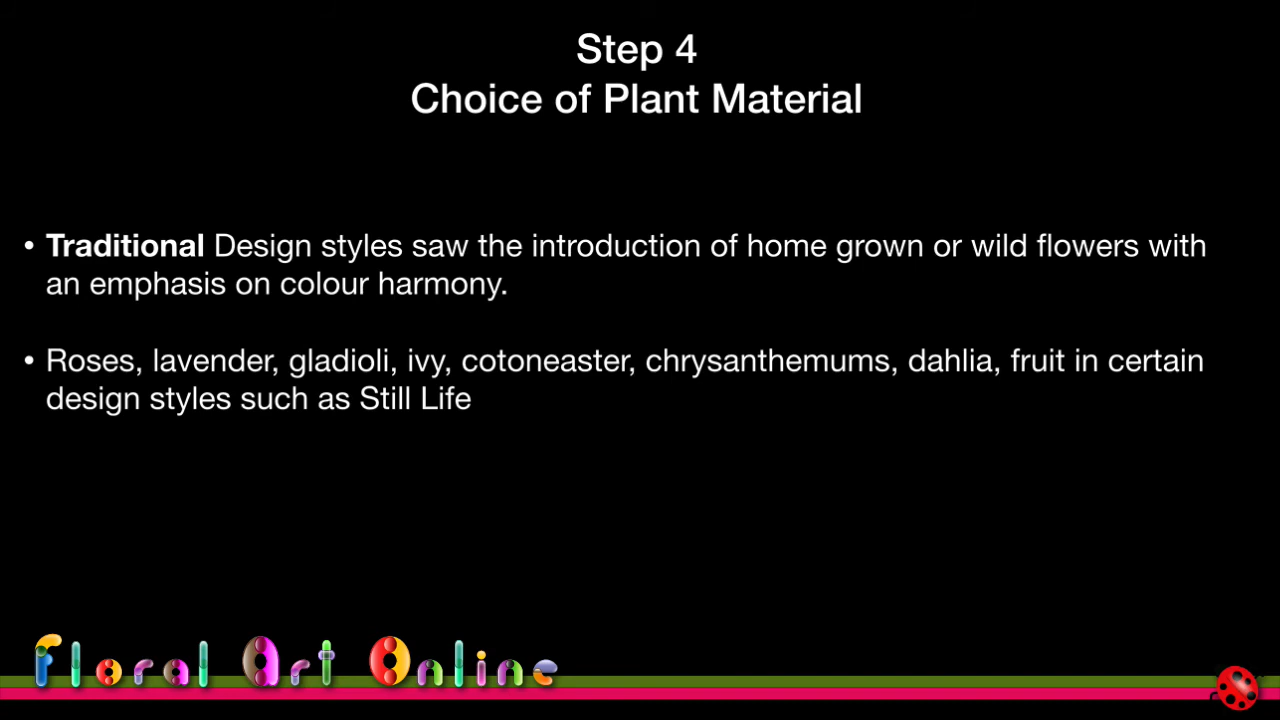 Step 4
Choice of Plant Material
• Traditional Design styles saw the introduction of home grown or wild flowers with
an emphasis on colour harmony.
• Roses, lavender, gladioli, ivy, cotoneaster, chrysanthemums, dahlia, fruit in certain
design styles such as Still Life
Floral Art Online